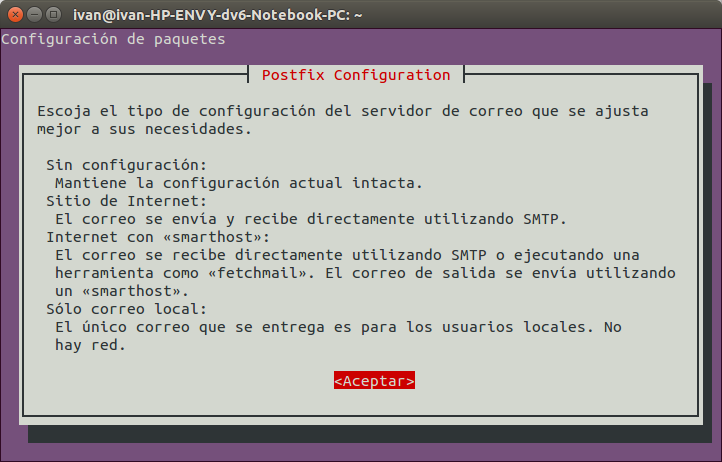 ivan@ivan-HP-ENVY-dv6-Notebook-PC: ~
Configuración de paquetes
Postfix Configuration
Escoja el tipo de configuración del servidor de correo que se ajusta
mejor a sus necesidades.
Sin configuración:
Mantiene la configuración actual intacta.
Sitio de Internet:
El correo se envía y recibe directamente utilizando SMTP.
Internet con «smarthost»:
El correo se recibe directamente utilizando SMTP o ejecutando una
herramienta como «fetchmail». El correo de salida se envía utilizando
un «smarthost».
Sólo correo local:
El único correo que se entrega es para los usuarios locales. No
hay red.
<Aceptar>